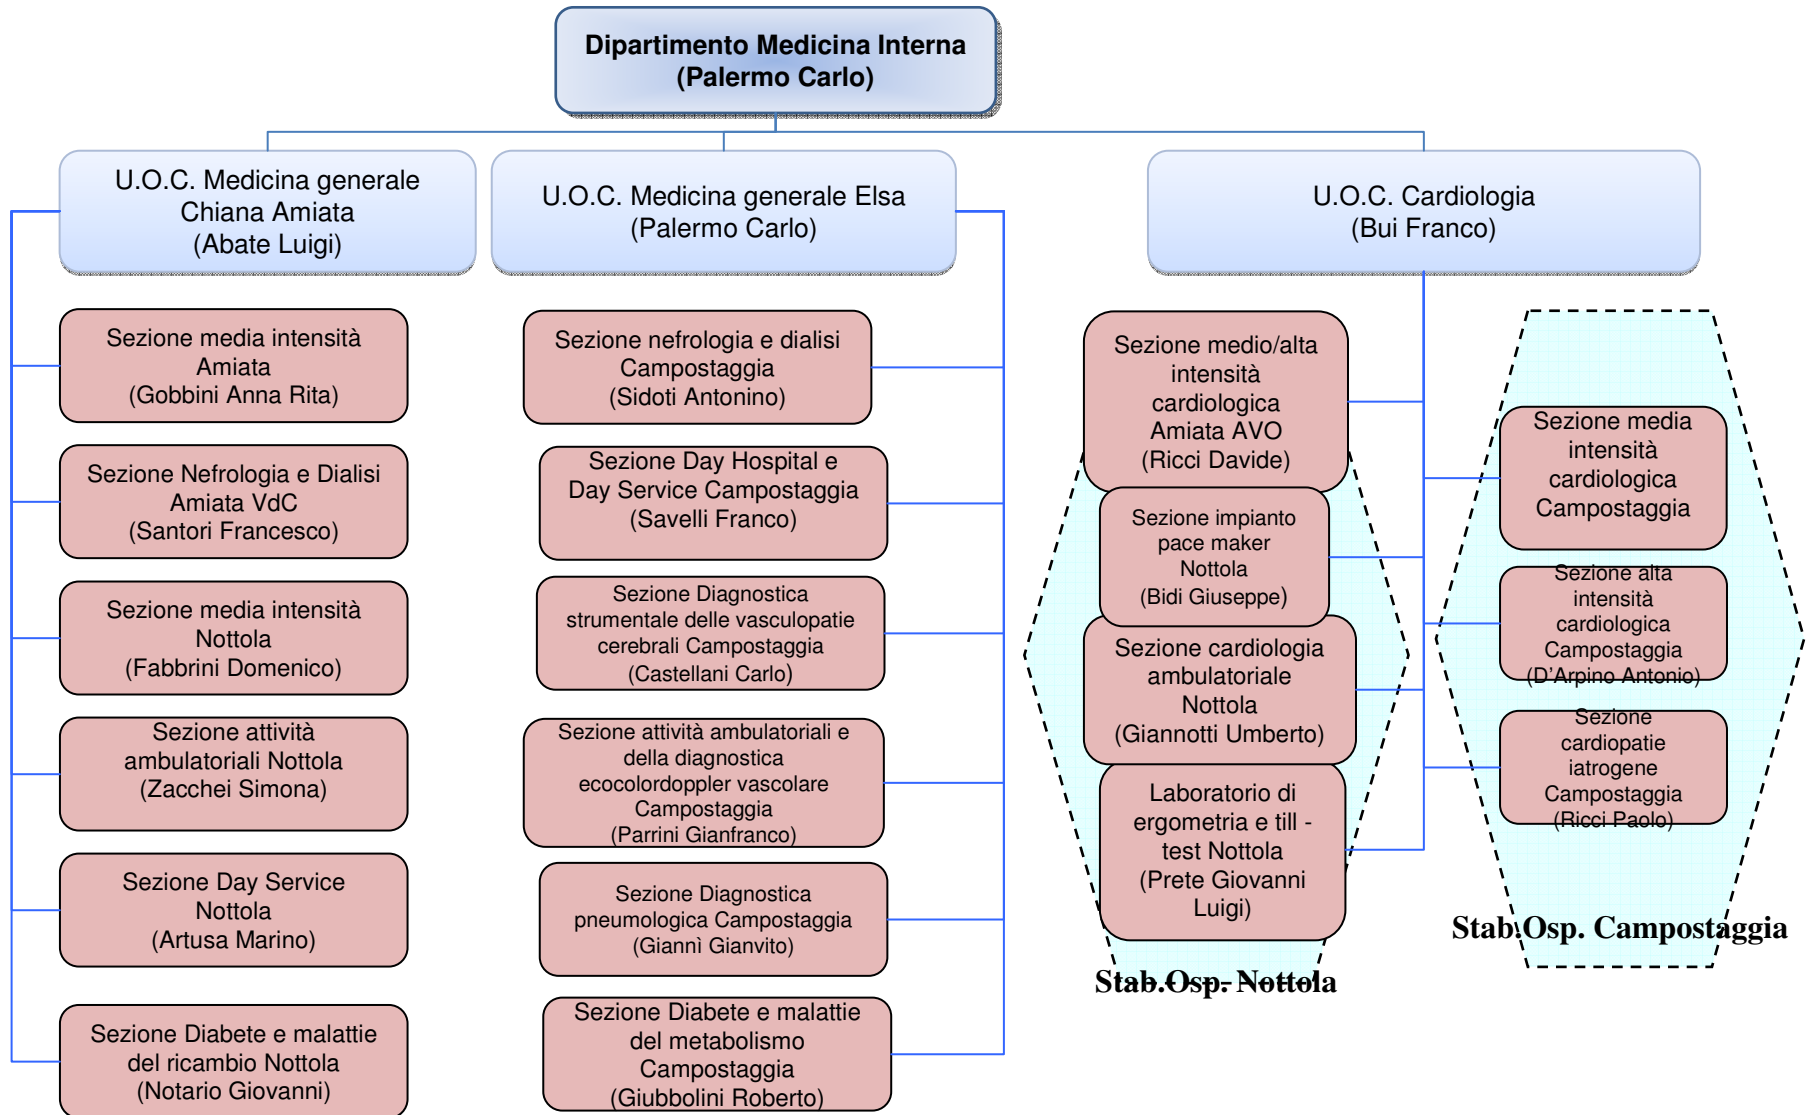 Dipartimento Medicina Interna
(Palermo Carlo)
U.O.C. Medicina generale
Chiana Amiata
(Abate Luigi)
U.O.C. Medicina generale Elsa
(Palermo Carlo)
U.O.C. Cardiologia
(Bui Franco)
Sezione media intensità
Amiata
(Gobbini Anna Rita)
Sezione Nefrologia e Dialisi
Amiata VdC
(Santori Francesco)
Sezione media intensità
Nottola
(Fabbrini Domenico)
Sezione attività
ambulatoriali Nottola
(Zacchei Simona)
Sezione Day Service
Nottola
(Artusa Marino)
Sezione Diabete e malattie
del ricambio Nottola
(Notario Giovanni)
Sezione nefrologia e dialisi
Campostaggia
(Sidoti Antonino)
Sezione Day Hospital e
Day Service Campostaggia
(Savelli Franco)
Sezione Diagnostica
strumentale delle vasculopatie
cerebrali Campostaggia
(Castellani Carlo)
Sezione attività ambulatoriali e
della diagnostica
ecocolordoppler vascolare
Campostaggia
(Parrini Gianfranco)
Sezione Diagnostica
pneumologica Campostaggia
(Giannì Gianvito)
Sezione Diabete e malattie
del metabolismo
Campostaggia
(Giubbolini Roberto)
Sezione medio/alta
intensità
cardiologica
Amiata AVO
(Ricci Davide)
Sezione impianto
pace maker
Nottola
(Bidi Giuseppe)
Sezione cardiologia
ambulatoriale
Nottola
(Giannotti Umberto)
Laboratorio di
ergometria e till -
test Nottola
(Prete Giovanni
Luigi)
Stab.Osp. Nottola
Sezione media
intensità
cardiologica
Campostaggia
Sezione alta
intensità
cardiologica
Campostaggia
(D'Arpino Antonio)
Sezione
cardiopatie
iatrogene
Campostaggia
(Ricci Paolo)
Stab.Osp. Campostaggia